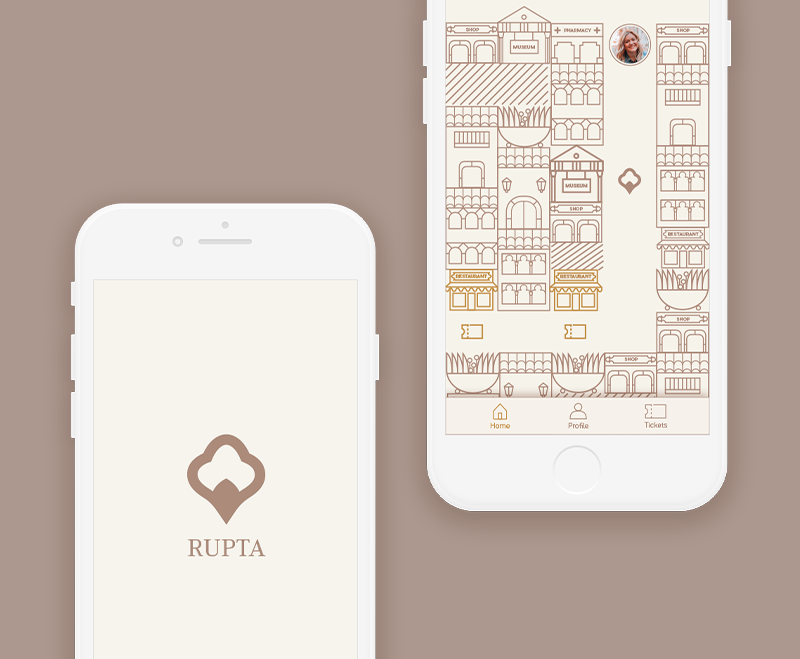 SHOP
MUSEUM
PHARMACY
SHOP
MUSEUM
SHOP
RESTAURANT
RESTAURANT
RESTAURANT
SHOP
SHOP
Home
Profile
Tickets
RUPTA